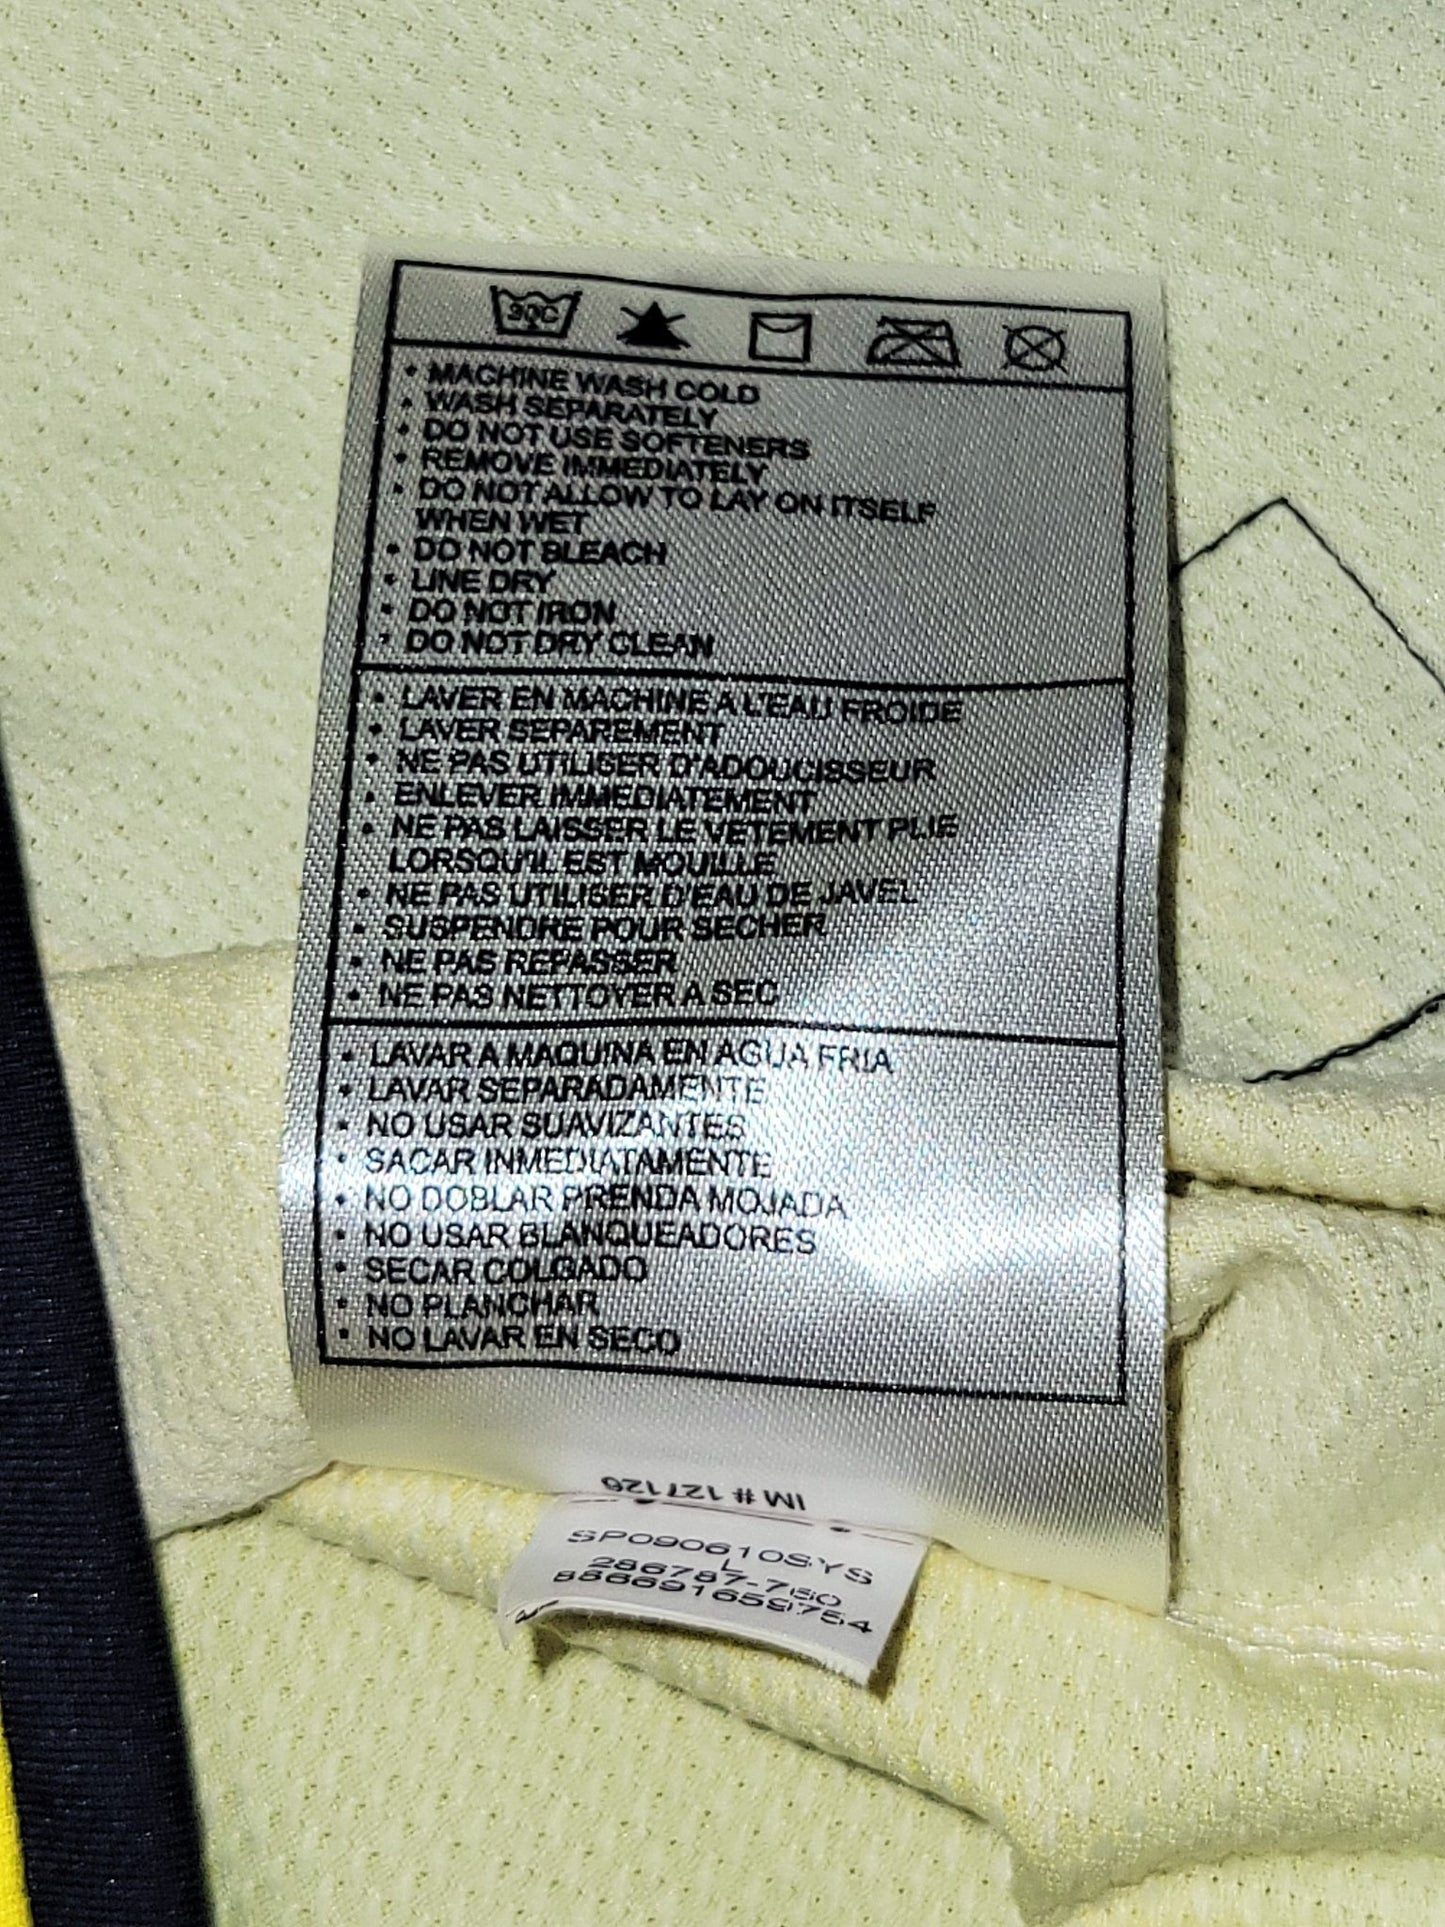 30C
• MACHINE WASH COLD
• WASH SEPARATELY
• DO NOT USE SOFTENERS
• REMOVE IMMEDIATELY
• DO NOT ALLOW TO LAY ON ITSELF
WHEN WET
• DO NOT BLEACH
• LINE DRY
• DO NOT IRON
• DO NOT DRY CLEAN
• LAVER EN MACHINE A L'EAU FROIDE
• LAVER SEPAREMENT
• NE PAS UTILISER D'ADOUCISSEUR
• ENLEVER IMMEDIATEMENT
• NE PAS LAISSER LE VETEMENT PLIE
LORSQU'IL EST MOUILLE
• NE PAS UTILISER D'EAU DE JAVEL
• SUSPENDRE POUR SECHER
• NE PAS REPASSER
• NE PAS NETTOYER A SEC
• LAVAR A MAQUINA EN AGUA FRIA
• LAVAR SEPARADAMENTE
• NO USAR SUAVIZANTES
• SACAR INMEDIATAMENTE
• NO DOBLAR PRENDA MOJADA
• NO USAR BLANQUEADORES
• SECAR COLGADO
• NO PLANCHAR
• NO LAVAR EN SECO
IM # 127126
SP090610SYS
L
286787-760